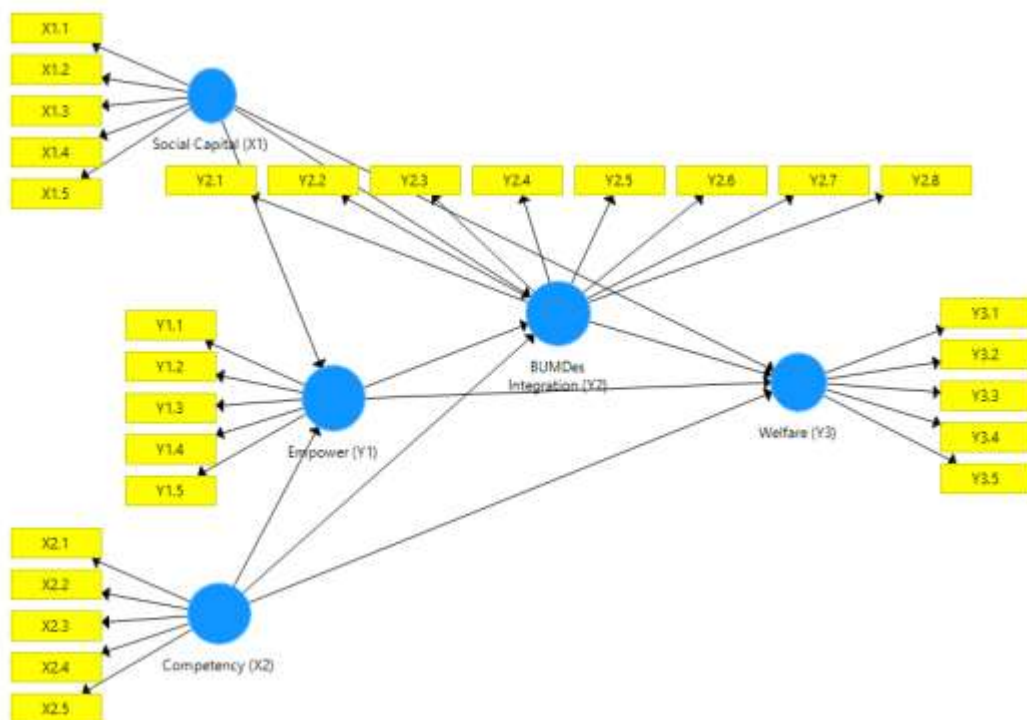 X1.1
X1.2
X1.3
X1.4
X1.5
Social Capital (X1)
Y2.1
Y2.2
Y2.3
Y2.4
Y2.5
Y2.6
Y2.7
Y2.8
BUMDes
Integration (Y2)
Y1.1
Y1.2
Y1.3
Y1.4
Y1.5
Empower (Y1)
Y3.1
Y3.2
Y3.3
Y3.4
Y3.5
Welfare (Y3)
X2.1
X2.2
X2.3
X2.4
X2.5
Competency (X2)